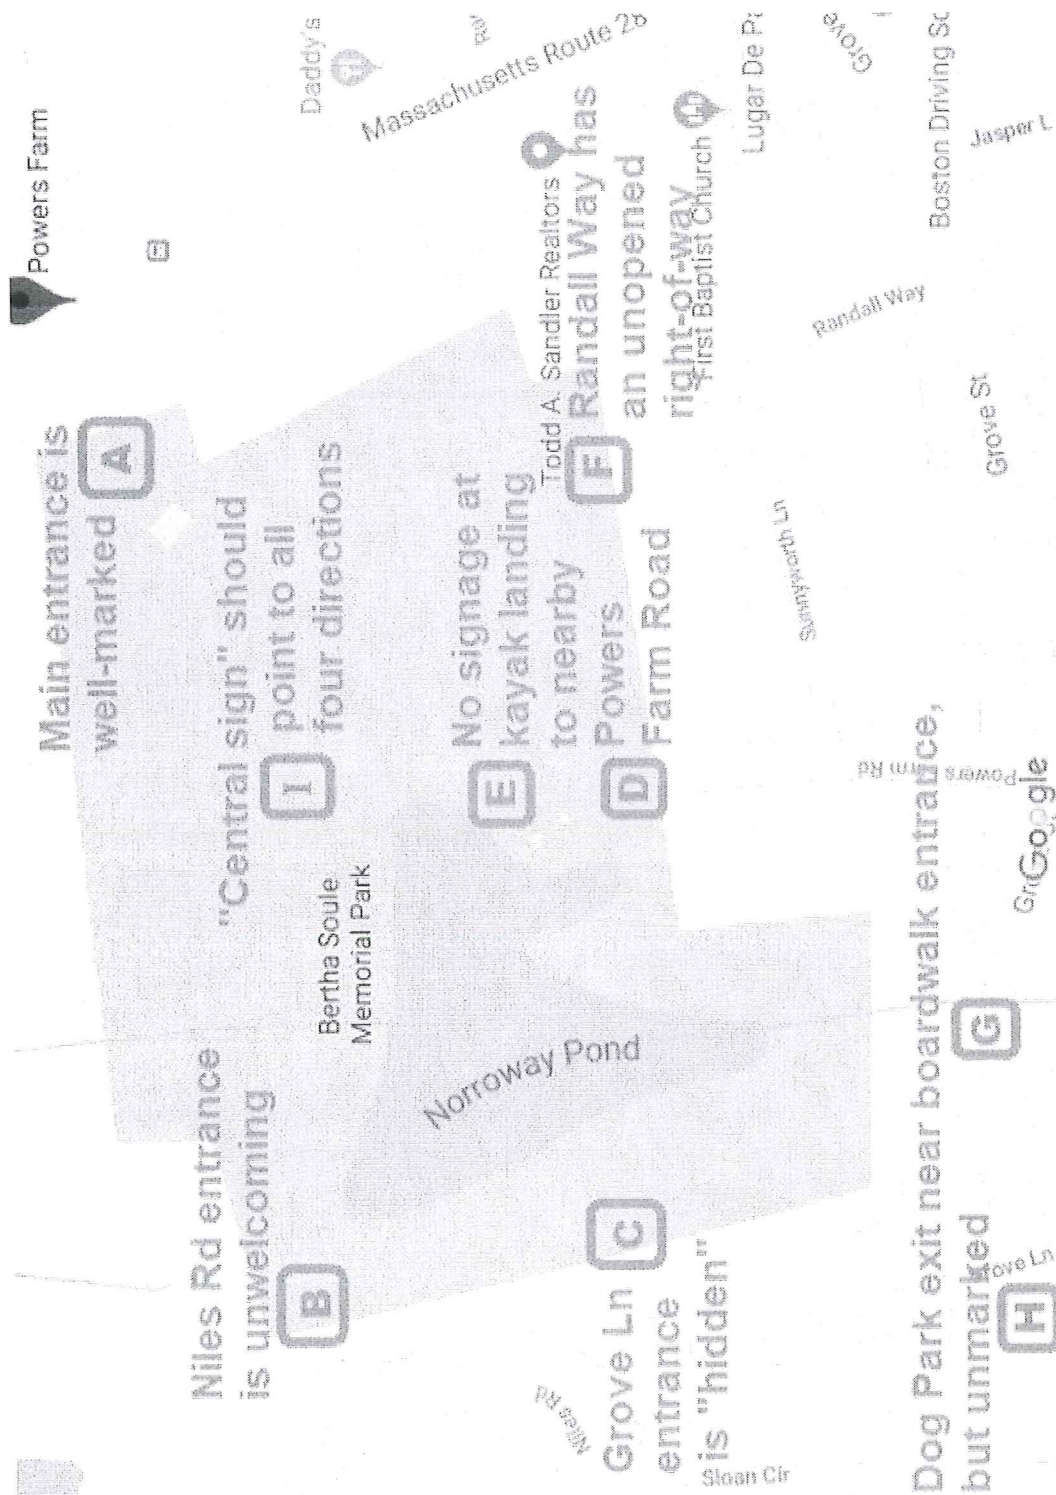 Powers Farm
Main entrance is
well-marked
A
Daddy's
Massachusetts Route 28
Niles Rd entrance
is unwelcoming
B
"Central sign" should
I
point to all
four directions
Bertha Soule
Memorial Park
No signage at
E
kayak landing
to nearby
D
Powers
Farm Road
Todd A. Sandler Realtors
F
Randall Way has
an unopened
right-of-way
First Baptist Church
Lugar De
Norroway Pond
Grove
Boston Driving Sc
Jasper L
Randall Way
Grove St
Sunnyworth Ln
Niles Rd
Grove Ln
C
entrance
is "hidden"
Sloan Cir
Dog Park exit near boardwalk entrance,
G
but unmarked
H
ove Ln
Google